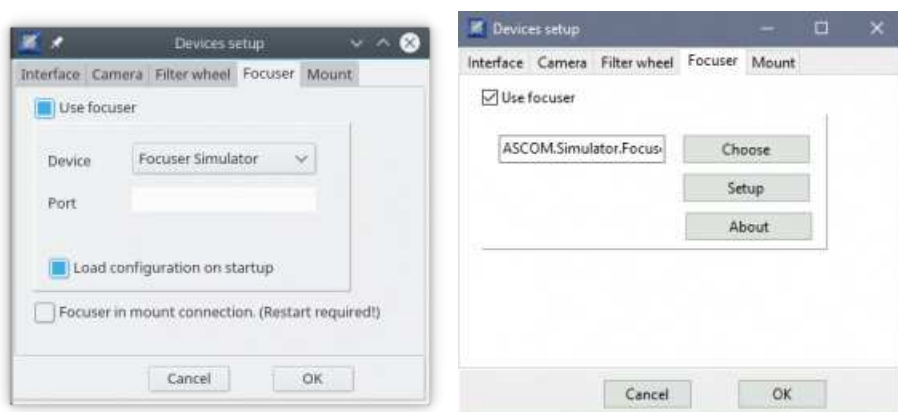 Devices setup
Interface Camera Filter wheel Focuser Mount
Use focuser
Device Focuser Simulator
Port
Load configuration on startup
Focuser in mount connection. (Restart required!)
Cancel OK
Devices setup
Interface Camera Filter wheel Focuser Mount
Use focuser
ASCOM.Simulator.Focus Choose
Setup
About
Cancel OK